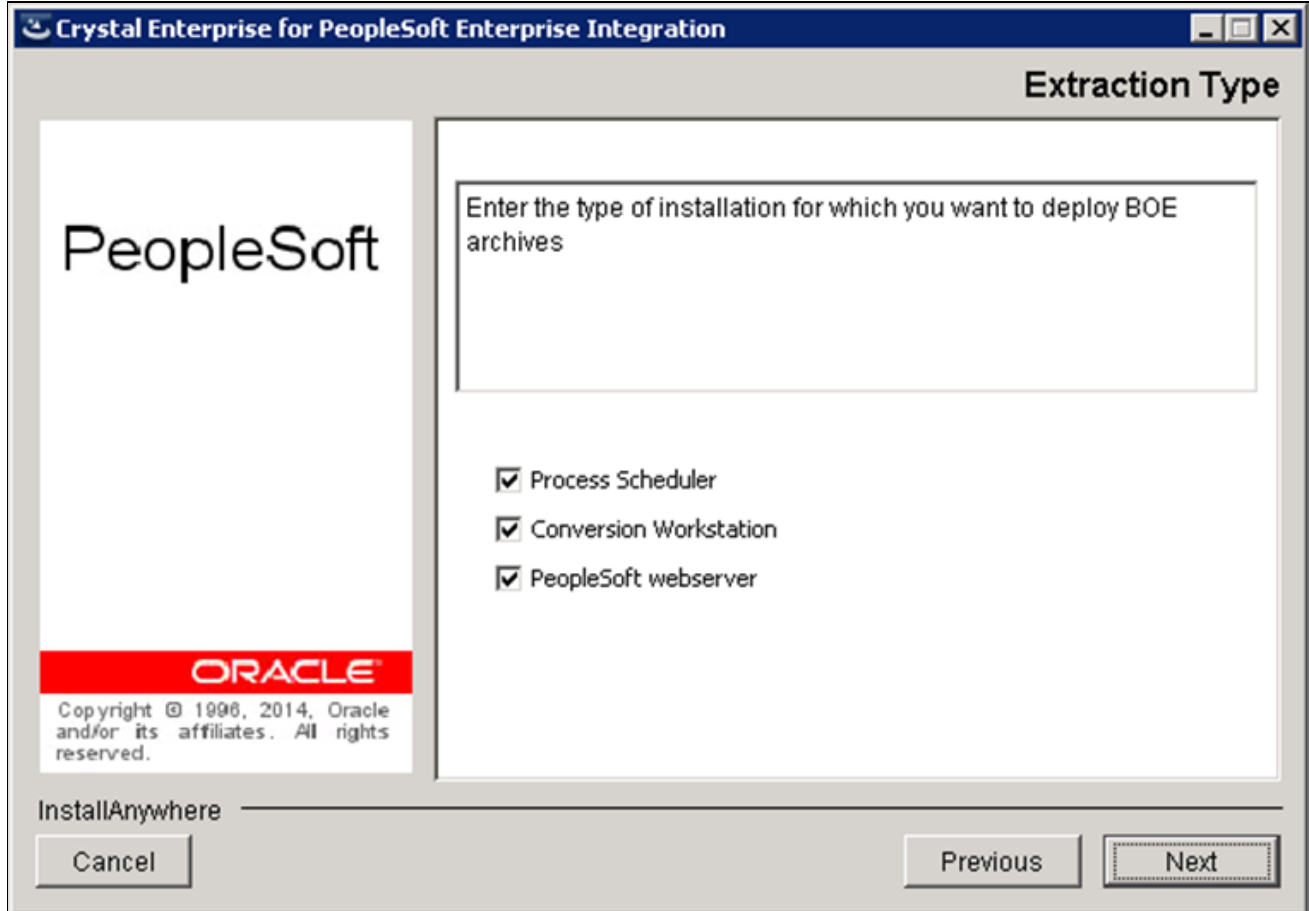 Crystal Enterprise for PeopleSoft Enterprise Integration
Extraction Type
PeopleSoft
Enter the type of installation for which you want to deploy BOE
archives
Process Scheduler
Conversion Workstation
PeopleSoft webserver
ORACLE
Copyright © 1996, 2014, Oracle
and/or its affiliates. All rights
reserved.
InstallAnywhere
Cancel
Previous
Next